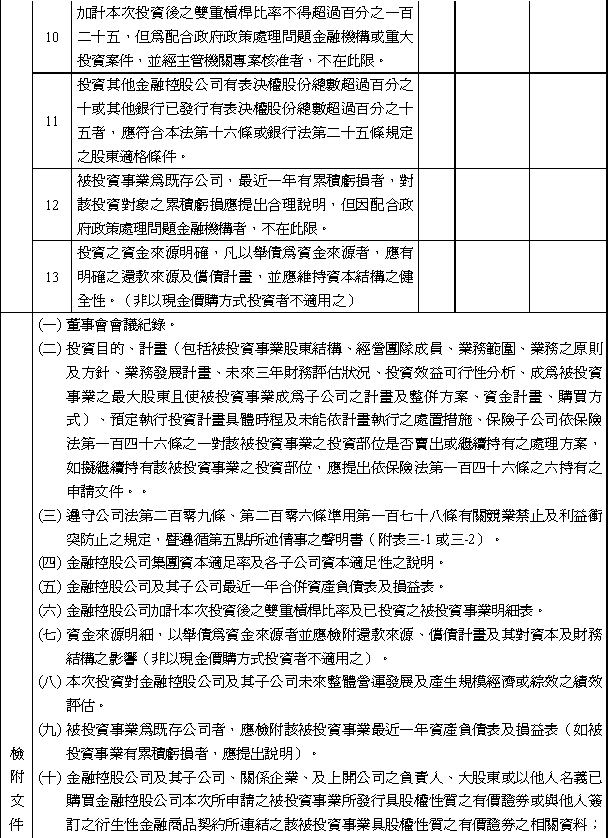 10
加計本次投資後之雙重槓桿比率不得超過百分之一百
二十五，但為配合政府政策處理問題金融機構或重大
投資案件，並經主管機關專案核准者，不在此限。
11
投資其他金融控股公司有表決權股份總數超過百分之
十或其他銀行已發行有表決權股份總數超過百分之十
五者，應符合本法第十六條或銀行法第二十五條規定
之股東適格條件。
12
被投資事業為既存公司，最近一年有累積虧損者，對
該投資對象之累積虧損應提出合理說明，但因配合政
府政策處理問題金融機構者，不在此限。
13
投資之資金來源明確，凡以舉債為資金來源者，應有
明確之還款來源及償債計畫，並應維持資本結構之健
全性。（非以現金價購方式投資者不適用之）
檢
附
文
件
(一) 董事會會議紀錄。
(二) 投資目的、計畫（包括被投資事業股東結構、經營團隊成員、業務範圍、業務之原則
及方針、業務發展計畫、未來三年財務評估狀況、投資效益可行性分析、成為被投資
事業之最大股東且使被投資事業成為子公司之計畫及整併方案、資金計畫、購買方
式）、預定執行投資計畫具體時程及未能依計畫執行之處置措施、保險子公司依保險
法第一百四十六條之一對該被投資事業之投資部位是否賣出或繼續持有之處理方案，
如擬繼續持有該被投資事業之投資部位，應提出依保險法第一百四十六條之六持有之
申請文件。。
(三) 遵守公司法第二百零九條、第二百零六條準用第一百七十八條有關競業禁止及利益衝
突防止之規定，暨遵循第五點所述情事之聲明書（附表三-1 或三-2）。
(四) 金融控股公司集團資本適足率及各子公司資本適足性之說明。
(五) 金融控股公司及其子公司最近一年合併資產負債表及損益表。
(六) 金融控股公司加計本次投資後之雙重槓桿比率及已投資之被投資事業明細表。
(七) 資金來源明細，以舉債為資金來源者並應檢附還款來源、償債計畫及其對資本及財務
結構之影響（非以現金價購方式投資者不適用之）。
(八) 本次投資對金融控股公司及其子公司未來整體營運發展及產生規模經濟或綜效之績效
評估。
(九) 被投資事業為既存公司者，應檢附該被投資事業最近一年資產負債表及損益表（如被
投資事業有累積虧損者，應提出說明）。
(十) 金融控股公司及其子公司、關係企業、及上開公司之負責人、大股東或以他人名義已
購買金融控股公司本次所申請之被投資事業所發行具股權性質之有價證券或與他人簽
訂之衍生性金融商品契約所連結之該被投資事業具股權性質之有價證券之相關資料；